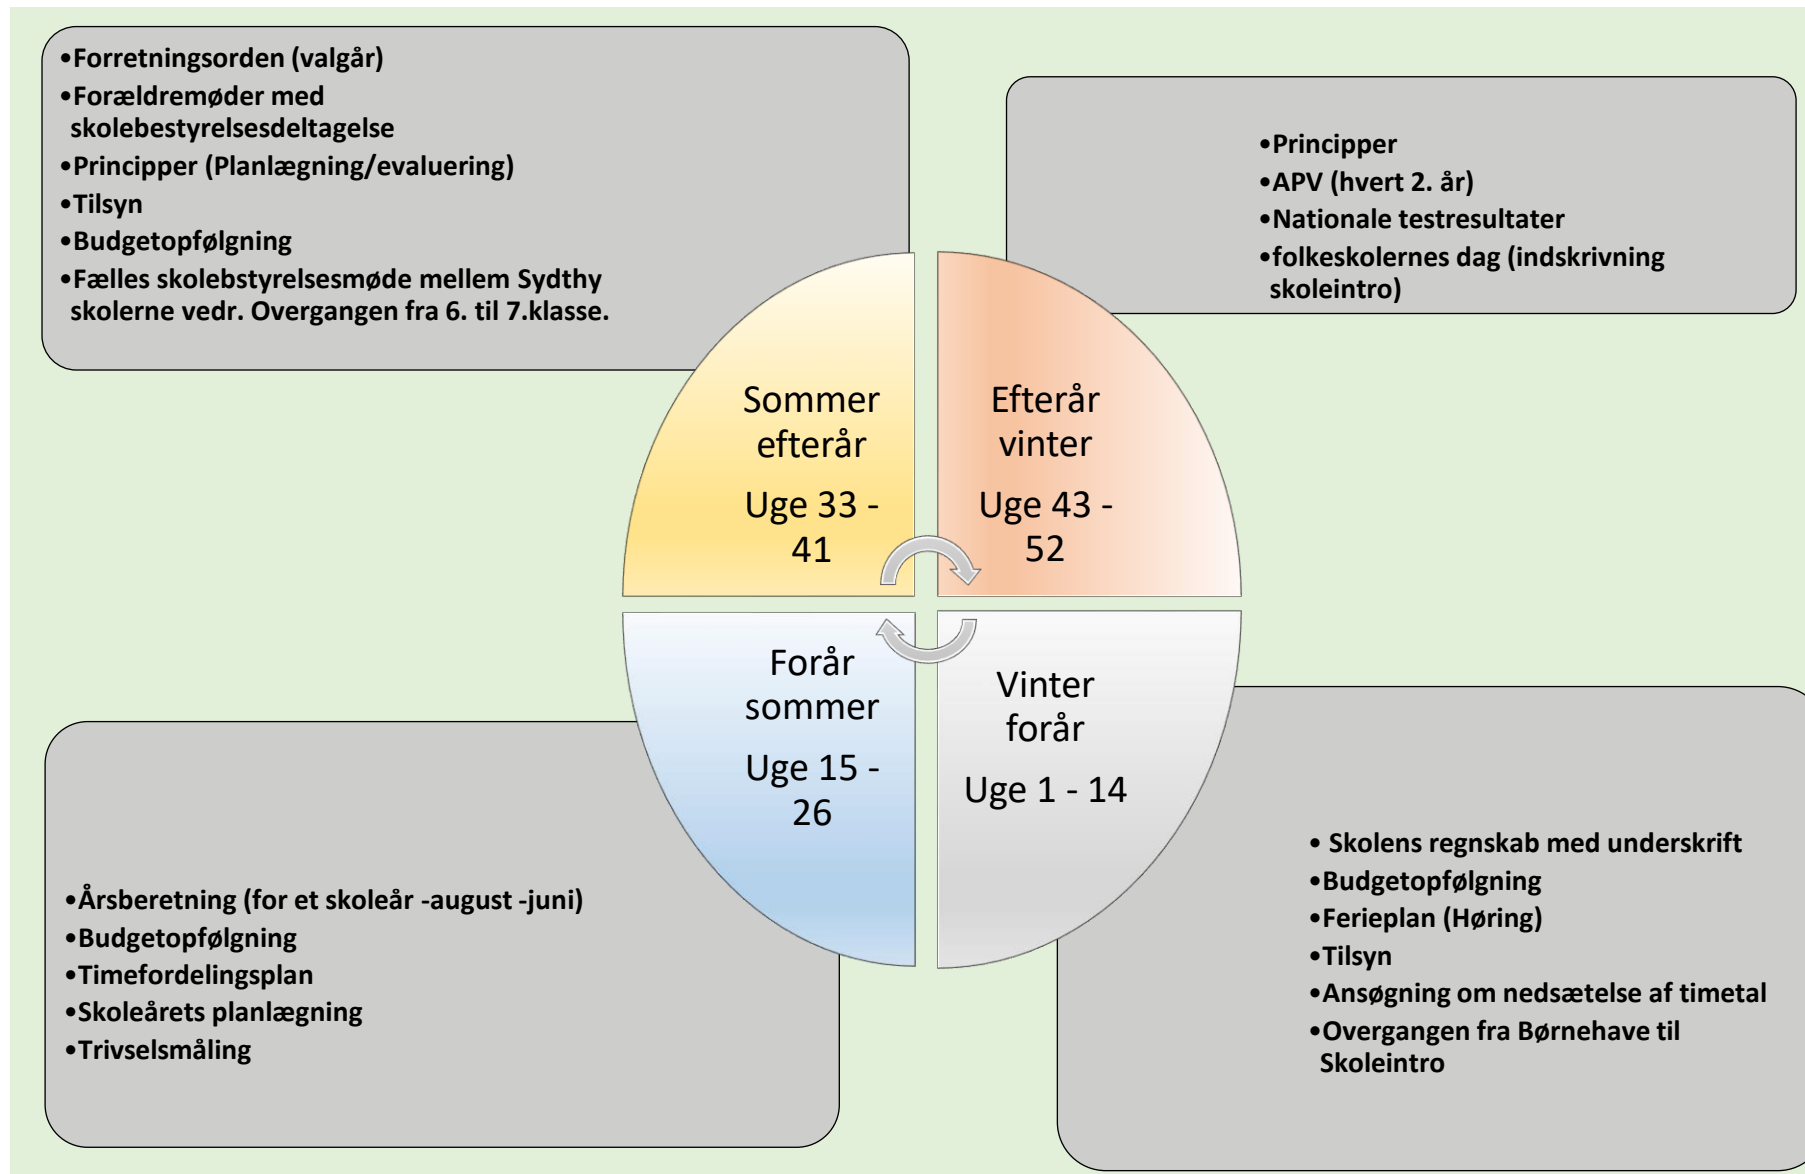 •Forretningsorden (valgår)
•Forældremøder med
skolebestyrelsesdeltagelse
•Principper (Planlægning/evaluering)
•Tilsyn
•Budgetopfølgning
•Fælles skolebstyrelsesmøde mellem Sydthy
skolerne vedr. Overgangen fra 6. til 7.klasse.
•Principper
•APV (hvert 2. år)
•Nationale testresultater
•folkeskolernes dag (indskrivning
skoleintro)
Sommer
efterår
Uge 33 -
41
Efterår
vinter
Uge 43 -
52
Forår
sommer
Uge 15 -
26
Vinter
forår
Uge 1 - 14
•Årsberetning (for et skoleår -august -juni)
•Budgetopfølgning
•Timefordelingsplan
•Skoleårets planlægning
•Trivselsmåling
• Skolens regnskab med underskrift
•Budgetopfølgning
•Ferieplan (Høring)
•Tilsyn
•Ansøgning om nedsætelse af timetal
•Overgangen fra Børnehave til
Skoleintro